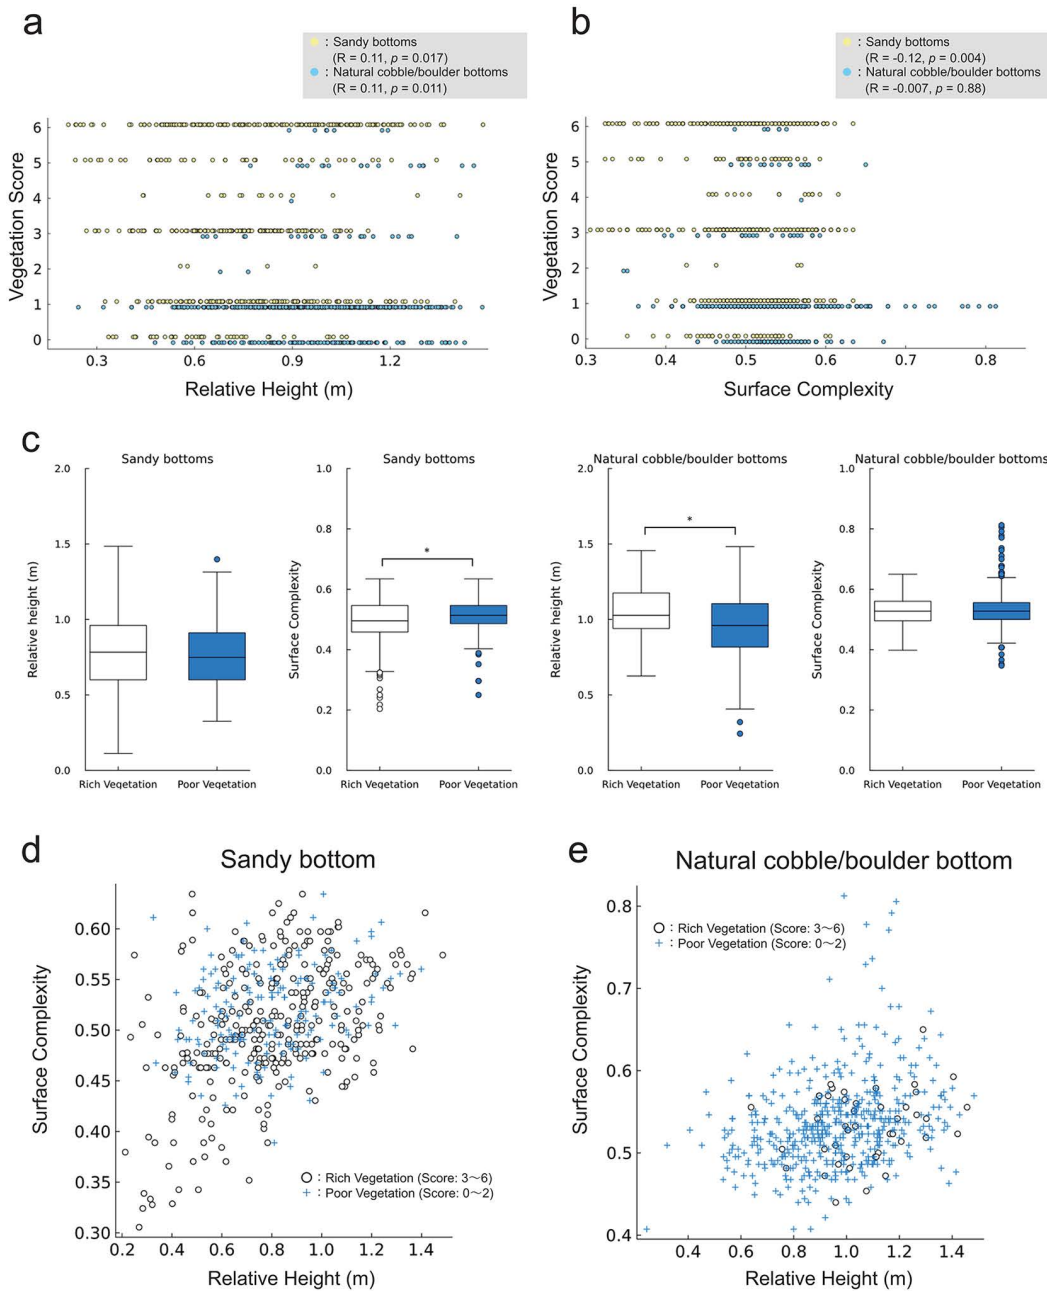 a
: Sandy bottoms
(R = 0.11, p = 0.017)
: Natural cobble/boulder bottoms
(R = 0.11, p = 0.011)
Vegetation Score
6
5
4
3
2
1
0
0.3 0.6 0.9 1.2
Relative Height (m)
b
: Sandy bottoms
(R = -0.12, p = 0.004)
: Natural cobble/boulder bottoms
(R = -0.007, p = 0.88)
Vegetation Score
6
5
4
3
2
1
0
0.3 0.4 0.5 0.6 0.7 0.8
Surface Complexity
c
Sandy bottoms
Relative height (m)
2.0
1.5
1.0
0.5
0.0
Rich Vegetation Poor Vegetation
Sandy bottoms
Surface Complexity
1.0
0.8
0.6
0.4
0.2
0.0
*
Rich Vegetation Poor Vegetation
Natural cobble/boulder bottoms
Relative height (m)
2.0
1.5
1.0
0.5
0.0
*
Rich Vegetation Poor Vegetation
Natural cobble/boulder bottoms
Surface Complexity
1.0
0.8
0.6
0.4
0.2
0.0
Rich Vegetation Poor Vegetation
d
Sandy bottom
Surface Complexity
0.60
0.55
0.50
0.45
0.40
0.35
0.30
: Rich Vegetation (Score: 3～6)
: Poor Vegetation (Score: 0～2)
0.2 0.4 0.6 0.8 1.0 1.2 1.4
Relative Height (m)
e
Natural cobble/boulder bottom
Surface Complexity
0.8
0.7
0.6
0.5
0.4
: Rich Vegetation (Score: 3～6)
: Poor Vegetation (Score: 0～2)
0.4 0.6 0.8 1.0 1.2 1.4
Relative Height (m)